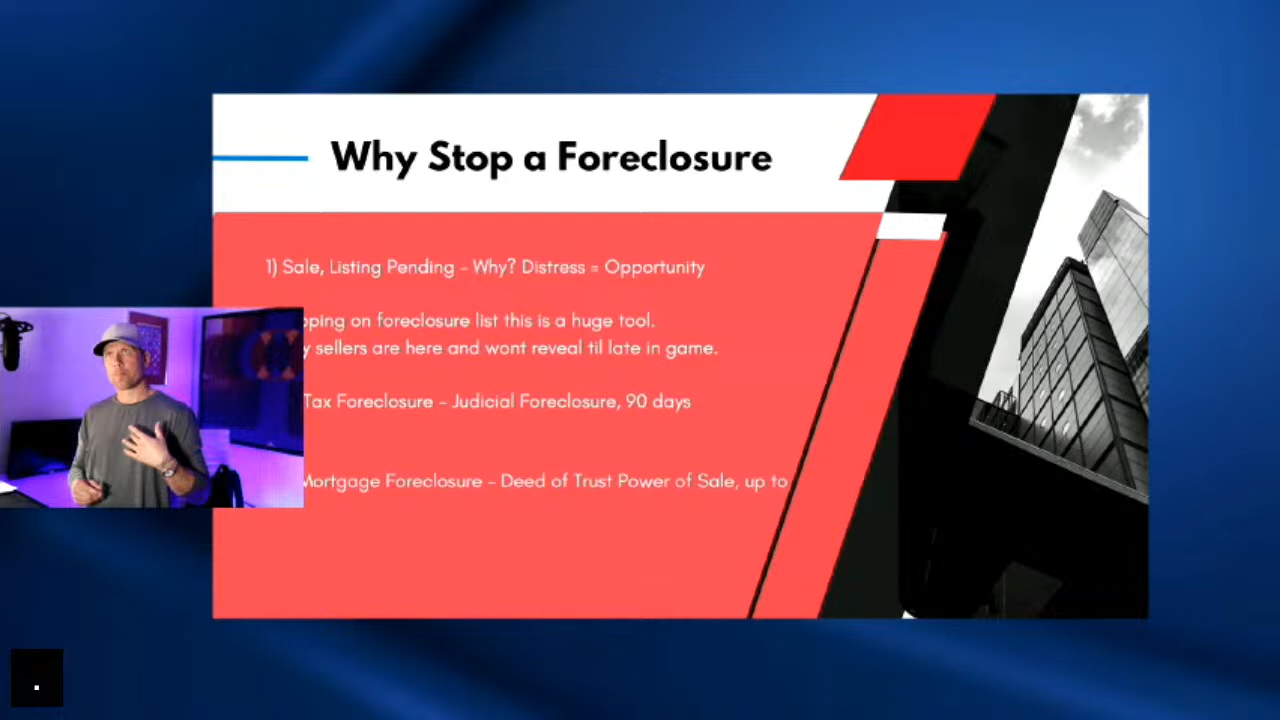 Why Stop a Foreclosure
1) Sale, Listing Pending - Why? Distress = Opportunity
on foreclosure list this is a huge tool.
sellers are here and wont reveal til late in game.
Tax Foreclosure - Judicial Foreclosure, 90 days
Mortgage Foreclosure - Deed of Trust Power of Sale, up to
.